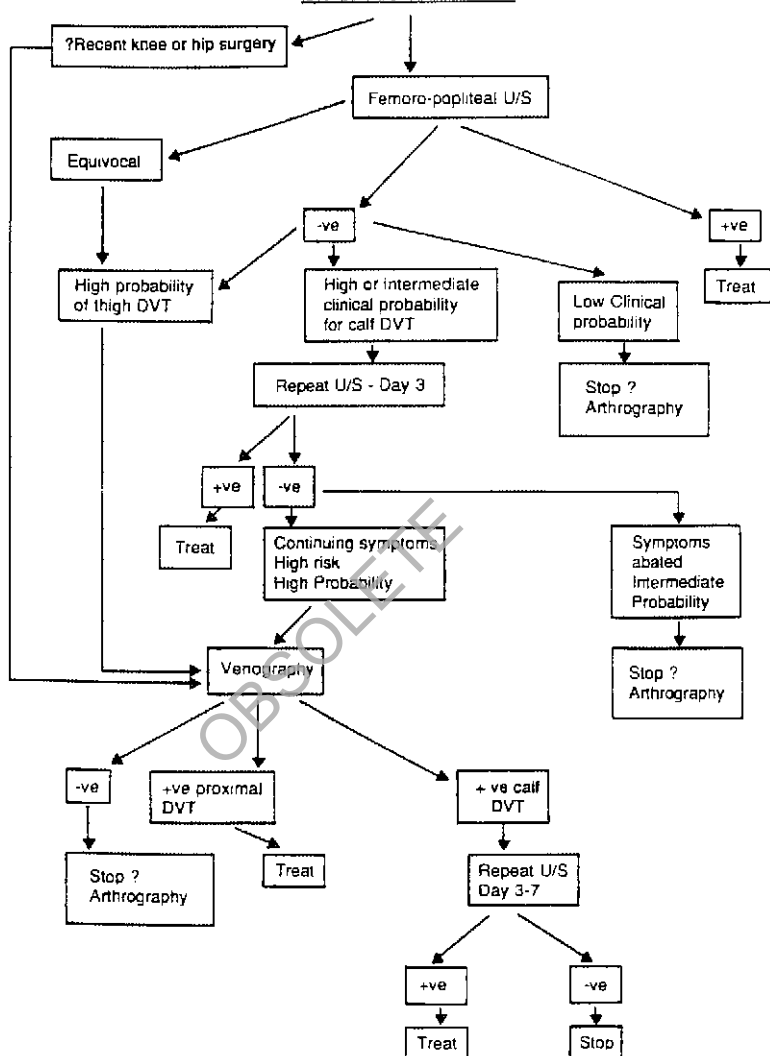 ?Recent knee or hip surgery
Femoro-popliteal U/S
Equivocal
-ve
+ve
High probability
of thigh DVT
High or intermediate
clinical probability
for calf DVT
Low Clinical
probability
Treat
Repeat U/S - Day 3
Stop ?
Arthrography
+ve
-ve
Treat
Continuing symptoms
High risk
High Probability
Symptoms
abated
Intermediate
Probability
OBSOLETE
Venography
Stop ?
Arthrography
-ve
+ve proximal
DVT
+ ve calf
DVT
Stop ?
Arthrography
Treat
Repeat U/S
Day 3-7
+ve
-ve
Treat
Stop